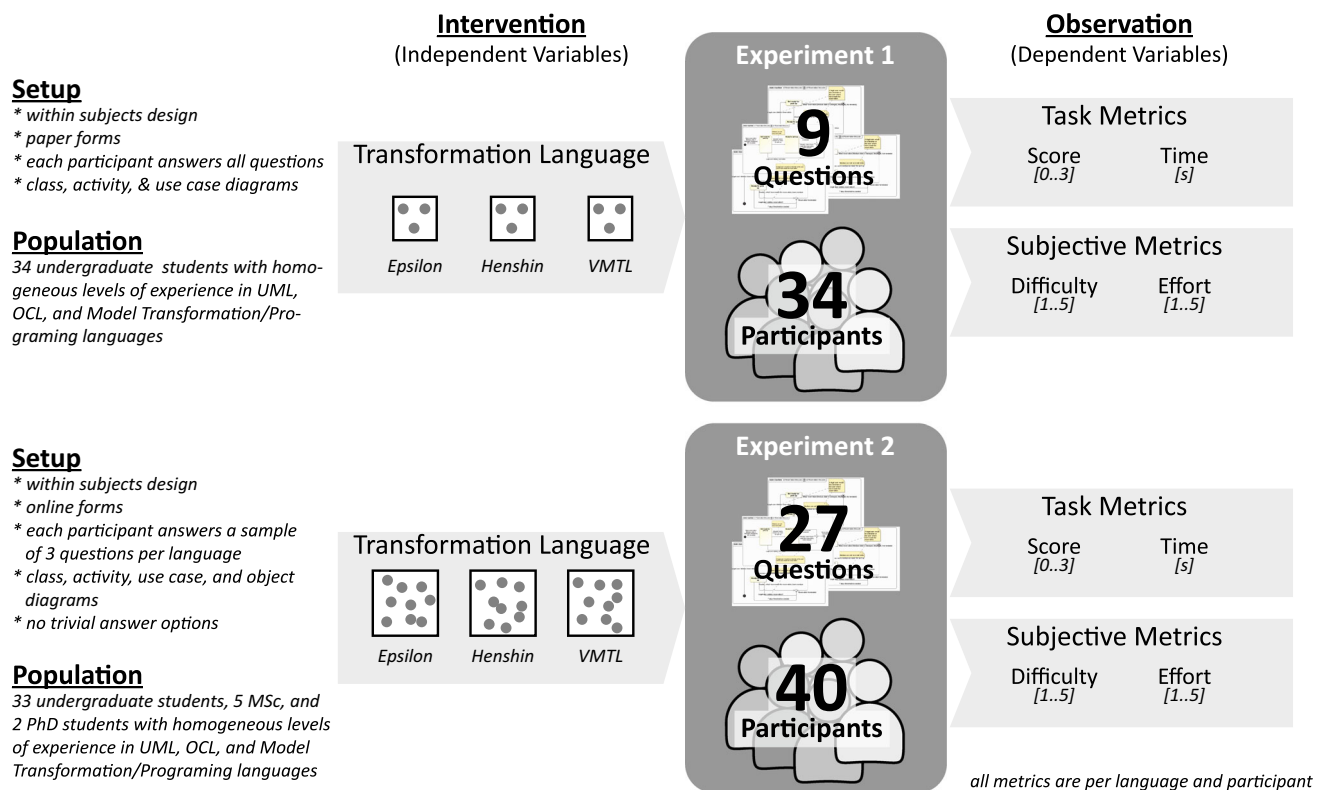 Intervention
(Independent Variables)
Observation
(Dependent Variables)
Setup
* within subjects design
* paper forms
* each participant answers all questions
* class, activity, & use case diagrams
Population
34 undergraduate students with homo-
geneous levels of experience in UML,
OCL, and Model Transformation/Pro-
graming languages
Transformation Language
Epsilon
Henshin
VMTL
Experiment 1
9
Questions
34
Participants
Task Metrics
Score
Time
[0..3]
[s]
Subjective Metrics
Difficulty
Effort
[1..5]
[1..5]
Setup
* within subjects design
* online forms
* each participant answers a sample
of 3 questions per language
* class, activity, use case, and object
diagrams
* no trivial answer options
Population
33 undergraduate students, 5 MSc, and
2 PhD students with homogeneous levels
of experience in UML, OCL, and Model
Transformation/Programing languages
Transformation Language
Epsilon
Henshin
VMTL
Experiment 2
27
Questions
40
Participants
Task Metrics
Score
Time
[0..3]
[s]
Subjective Metrics
Difficulty
Effort
[1..5]
[1..5]
all metrics are per language and participant